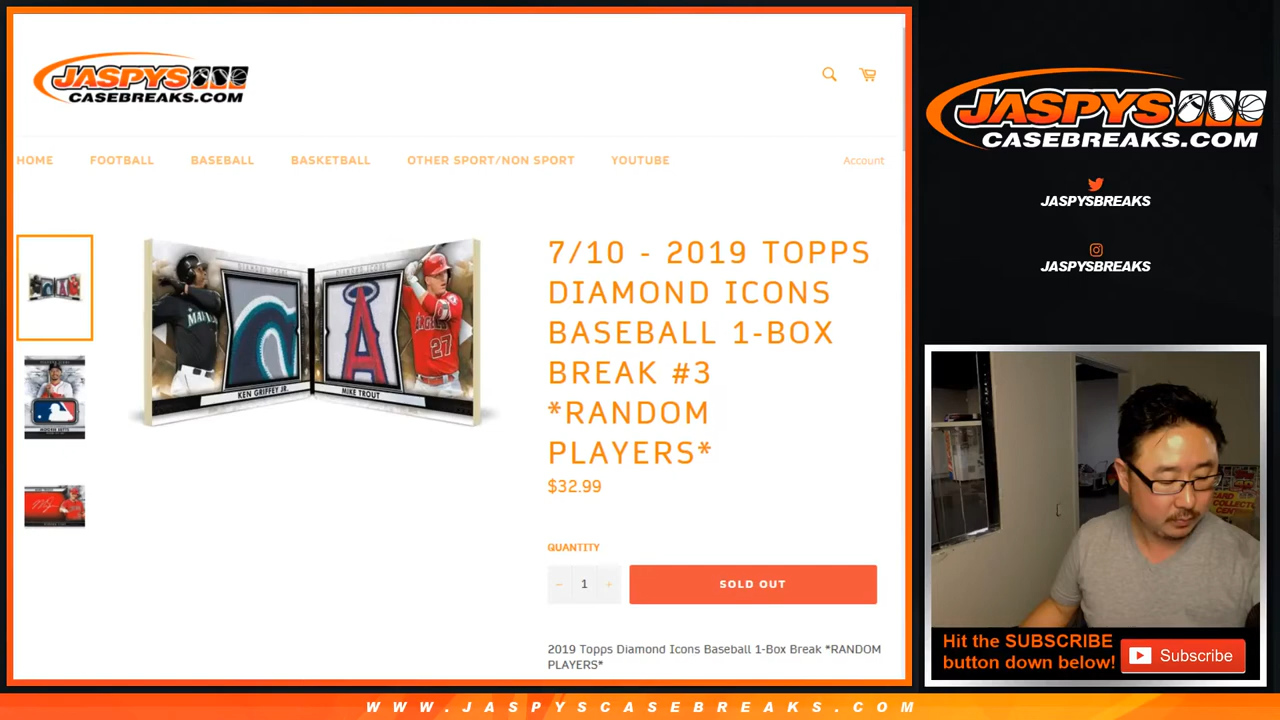 JASPYS
CASEBREAKS.COM
HOME
FOOTBALL
BASEBALL
BASKETBALL
OTHER SPORT/NON SPORT
YOUTUBE
Account
KEN GRIFFEY JR.
MIKE TROUT
27
7/10 - 2019 TOPPS
DIAMOND ICONS
BASEBALL 1-BOX
BREAK #3
*RANDOM
PLAYERS*
$32.99
QUANTITY
− 1 +
SOLD OUT
2019 Topps Diamond Icons Baseball 1-Box Break *RANDOM
PLAYERS*
JASPYS
CASEBREAKS.COM
JASPYSBREAKS
JASPYSBREAKS
Hit the SUBSCRIBE
button down below!
Subscribe
WWW.JASPYSCASEBREAKS.COM